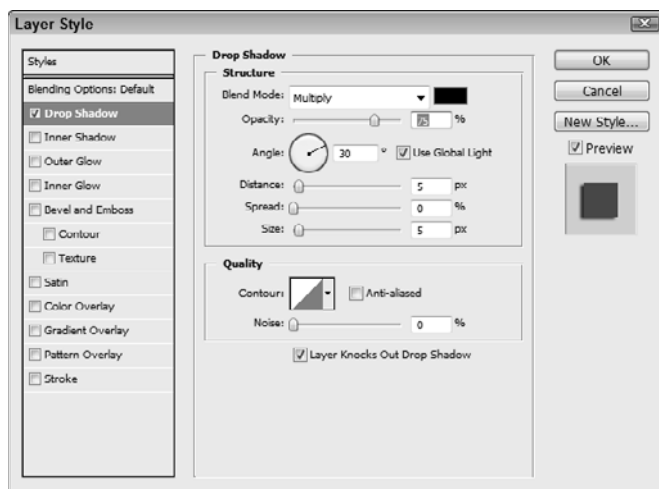 Layer Style
Styles
Blending Options: Default
Drop Shadow
Inner Shadow
Outer Glow
Inner Glow
Bevel and Emboss
Contour
Texture
Satin
Color Overlay
Gradient Overlay
Pattern Overlay
Stroke
Drop Shadow
Structure
Blend Mode: Multiply
Opacity: 75 %
Angle: 30 ° Use Global Light
Distance: 5 px
Spread: 0 %
Size: 5 px
Quality
Contour: Anti-aliased
Noise: 0 %
Layer Knocks Out Drop Shadow
OK
Cancel
New Style...
Preview